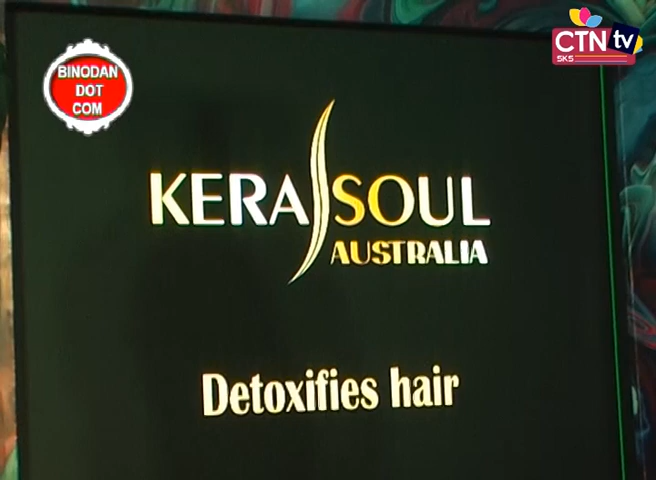 BINODAN
DOT
COM
CTN tv
SKS
KERA SOUL
AUSTRALIA
Detoxifies hair